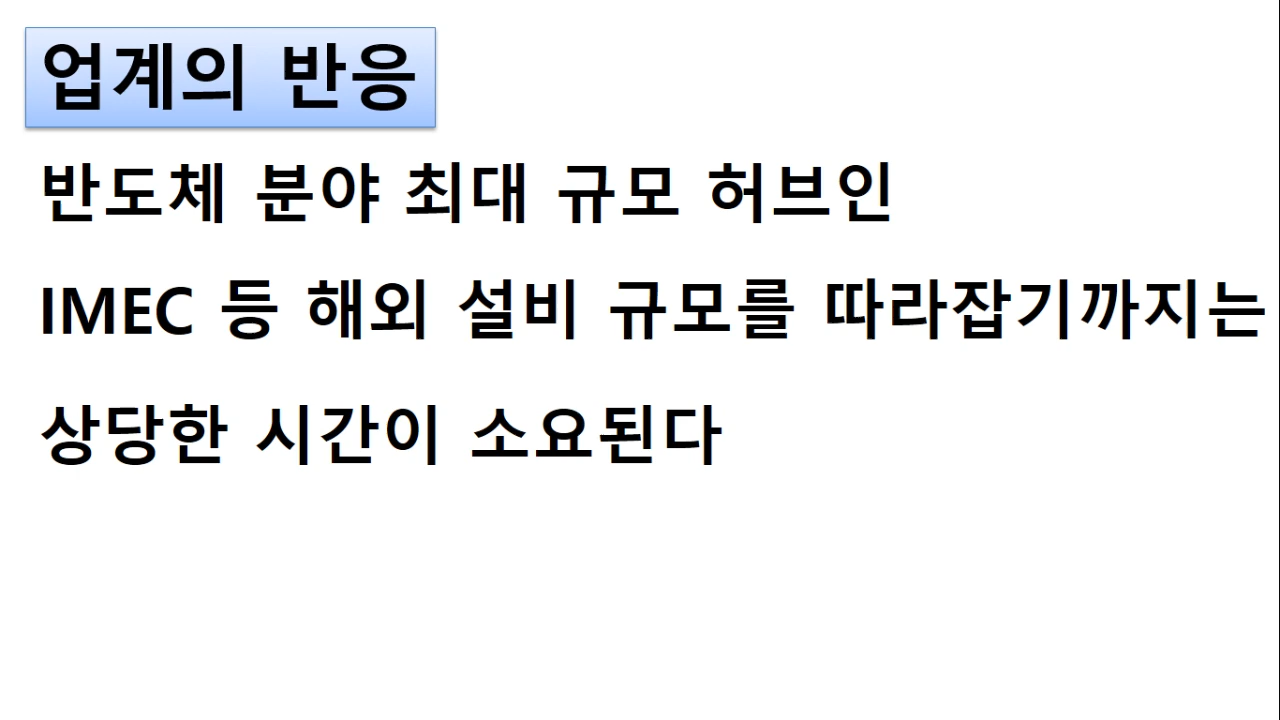 업계의 반응
반도체 분야 최대 규모 허브인
IMEC 등 해외 설비 규모를 따라잡기까지는
상당한 시간이 소요된다